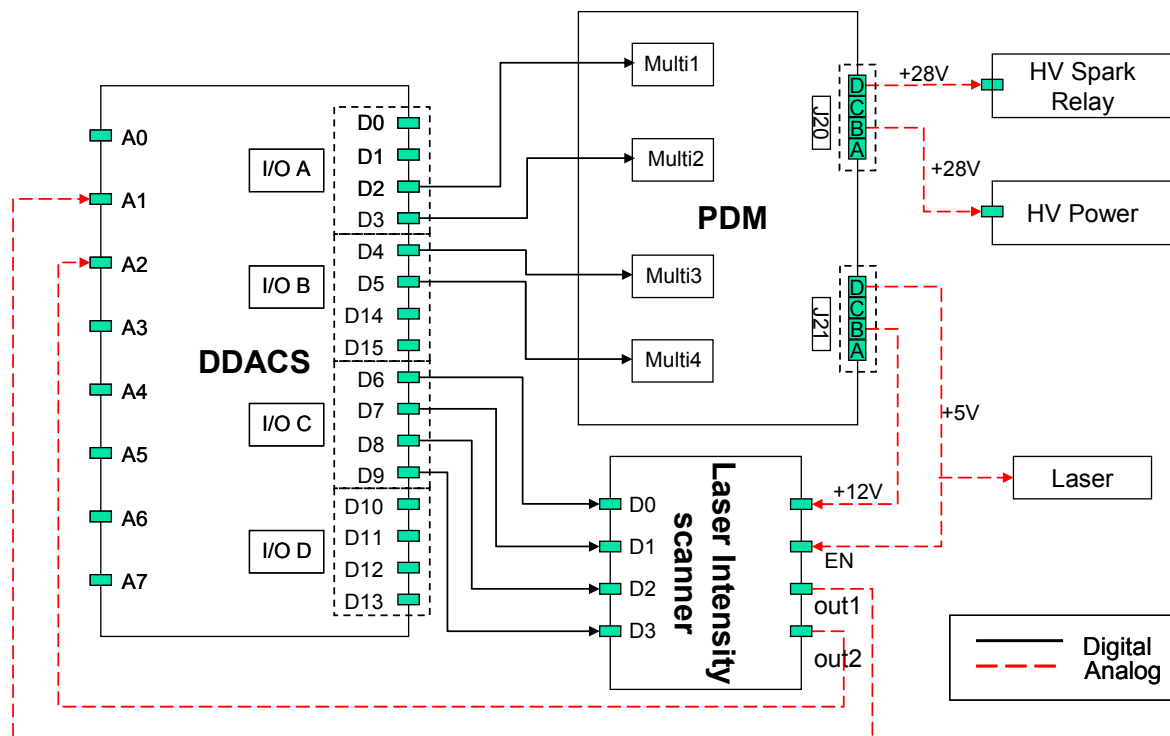 A0
A1
A2
A3
A4
A5
A6
A7
DDACS
I/O A
I/O B
I/O C
I/O D
D0
D1
D2
D3
D4
D5
D14
D15
D6
D7
D8
D9
D10
D11
D12
D13
PDM
Multi1
Multi2
Multi3
Multi4
J20
D
C
B
A
J21
D
C
B
A
+28V
HV Spark
Relay
+28V
HV Power
+5V
Laser
+12V
Laser Intensity
scanner
D0
D1
D2
D3
EN
out1
out2
Digital
Analog